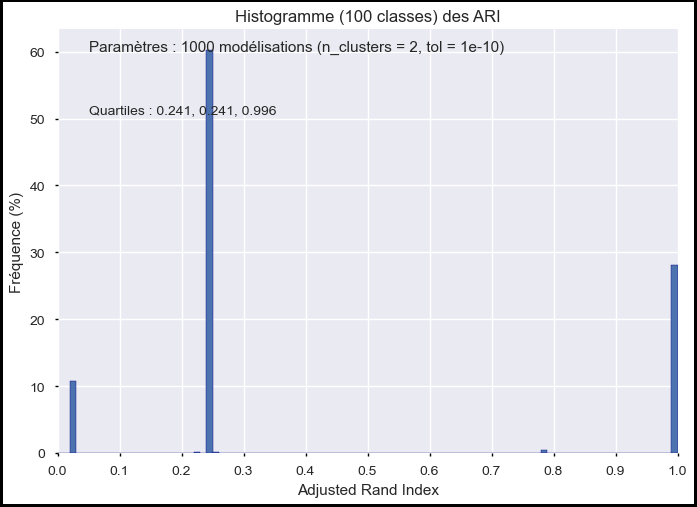 Histogramme (100 classes) des ARI
Paramètres : 1000 modélisations (n_clusters = 2, tol = 1e-10)
Quartiles : 0.241, 0.241, 0.996
Fréquence (%)
60
50
40
30
20
10
0
0.0 0.1 0.2 0.3 0.4 0.5 0.6 0.7 0.8 0.9 1.0
Adjusted Rand Index